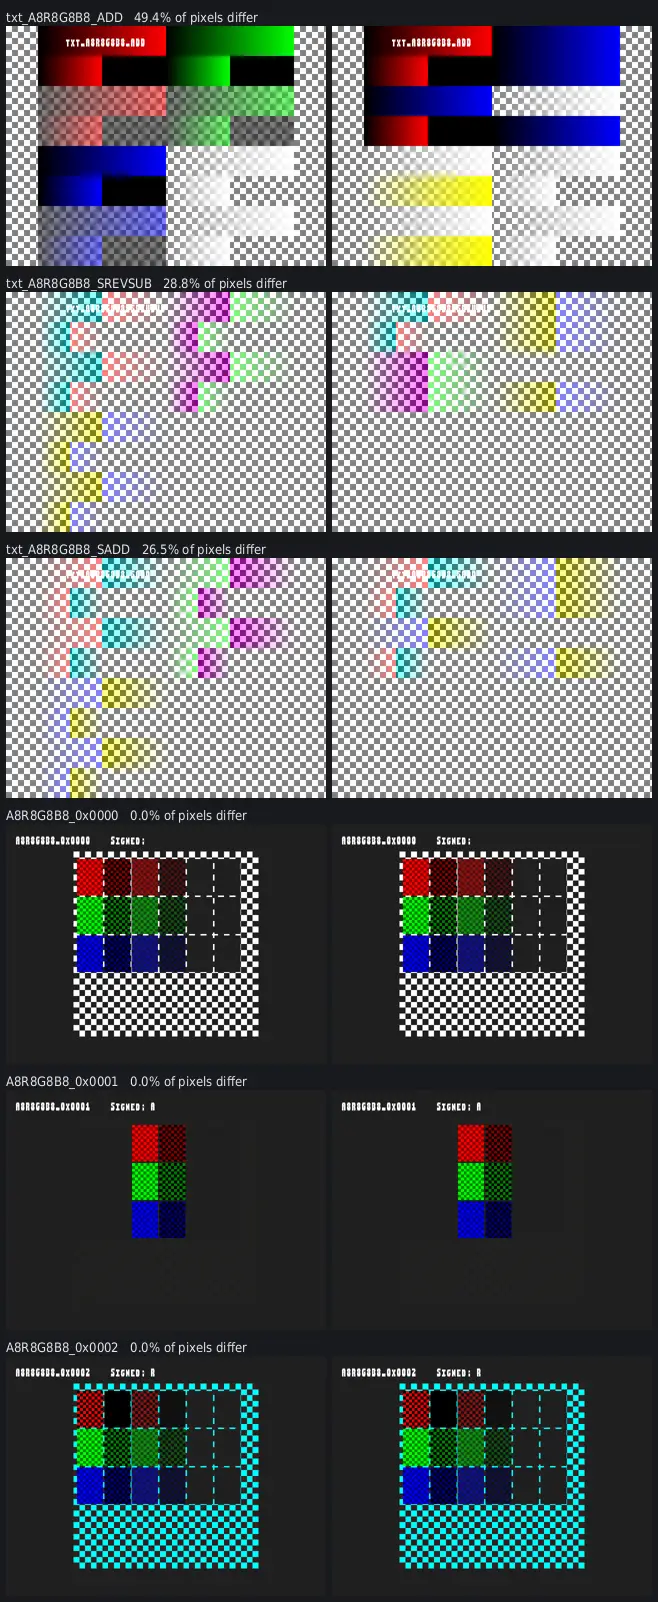 txt_A8R8G8B8_ADD 49.4% of pixels differ
TXT_A8R8G8B8_ADD TXT_A8R8G8B8_ADD
txt_A8R8G8B8_SREVSUB 28.8% of pixels differ
txt_A8R8G8B8_SADD 26.5% of pixels differ
A8R8G8B8_0x0000 0.0% of pixels differ
A8R8G8B8_0x0000 Signed: A8R8G8B8_0x0000 Signed:
A8R8G8B8_0x0001 0.0% of pixels differ
A8R8G8B8_0x0001 Signed: A A8R8G8B8_0x0001 Signed: A
A8R8G8B8_0x0002 0.0% of pixels differ
A8R8G8B8_0x0002 Signed: R A8R8G8B8_0x0002 Signed: R